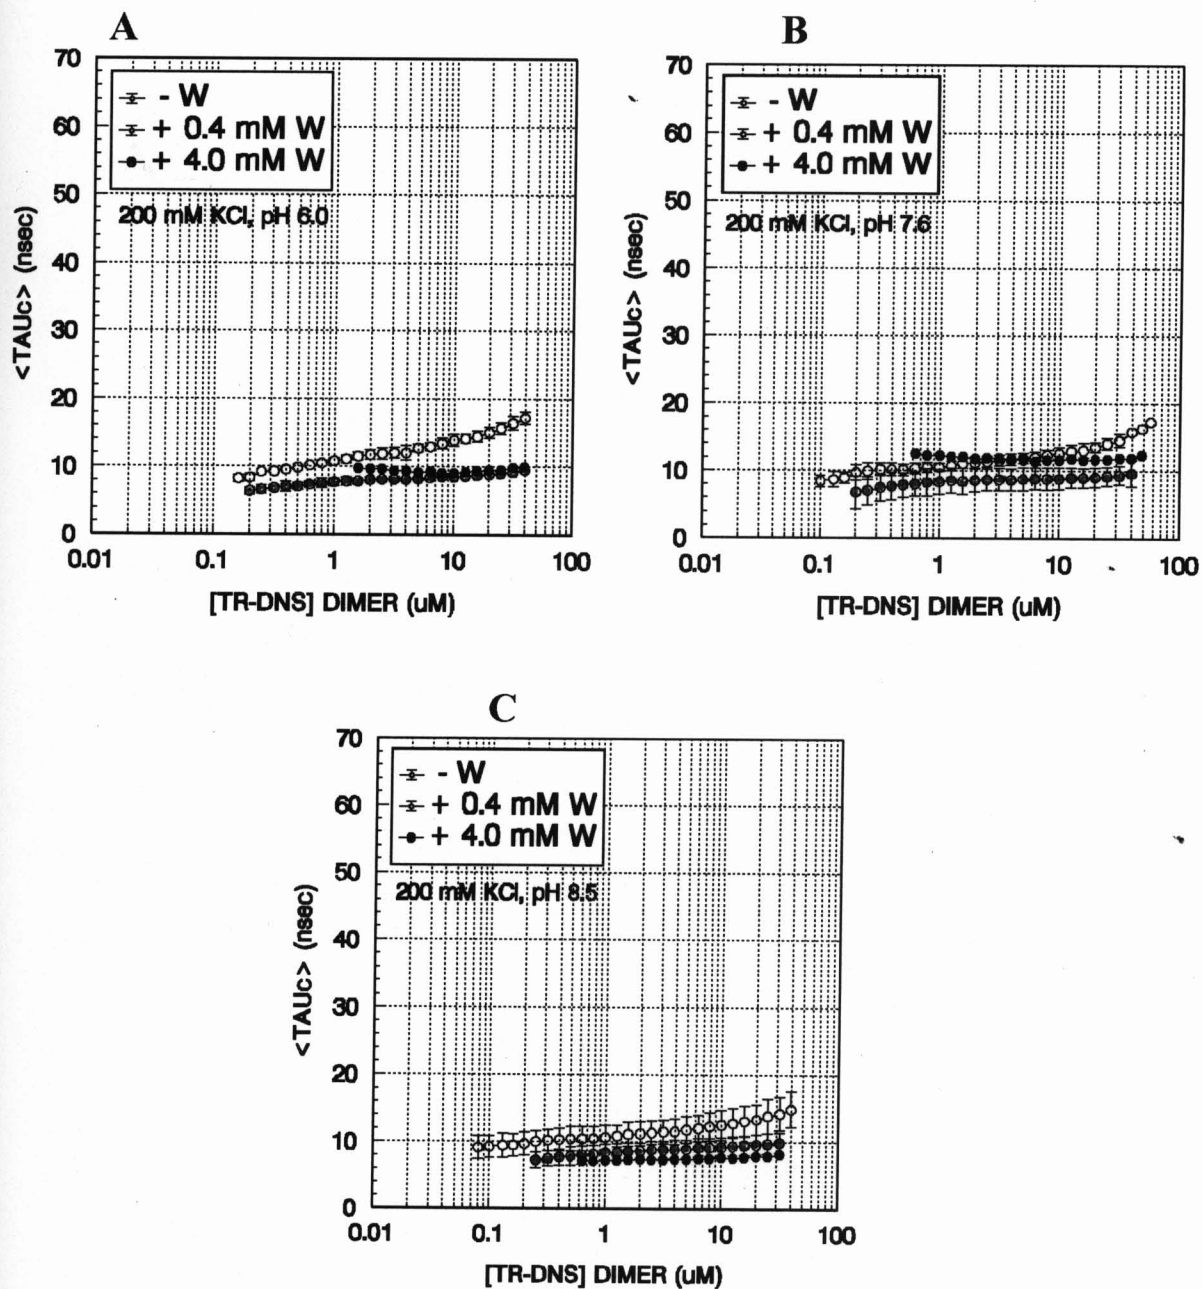 A
70
60
50
40
30
20
10
0
<TAUc> (nsec)
- W
+ 0.4 mM W
+ 4.0 mM W
200 mM KCl, pH 6.0
0.01
0.1
1
10
100
[TR-DNS] DIMER (uM)
B
70
60
50
40
30
20
10
0
<TAUc> (nsec)
- W
+ 0.4 mM W
+ 4.0 mM W
200 mM KCl, pH 7.6
0.01
0.1
1
10
100
[TR-DNS] DIMER (uM)
C
70
60
50
40
30
20
10
0
<TAUc> (nsec)
- W
+ 0.4 mM W
+ 4.0 mM W
200 mM KCl, pH 8.5
0.01
0.1
1
10
100
[TR-DNS] DIMER (uM)